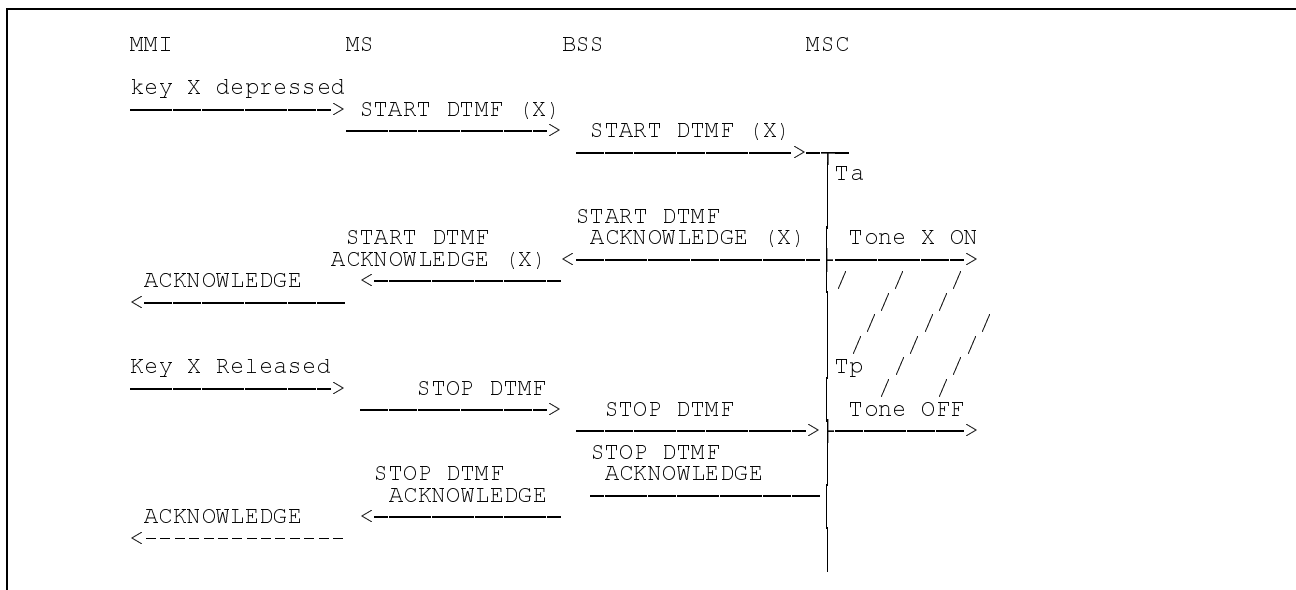 MMI MS BSS MSC
key X depressed
START DTMF (X)
START DTMF (X)
Ta
START DTMF
START DTMF ACKNOWLEDGE (X) Tone X ON
ACKNOWLEDGE (X)
ACKNOWLEDGE
Key X Released Tp
STOP DTMF
STOP DTMF Tone OFF
STOP DTMF
STOP DTMF ACKNOWLEDGE
ACKNOWLEDGE
ACKNOWLEDGE